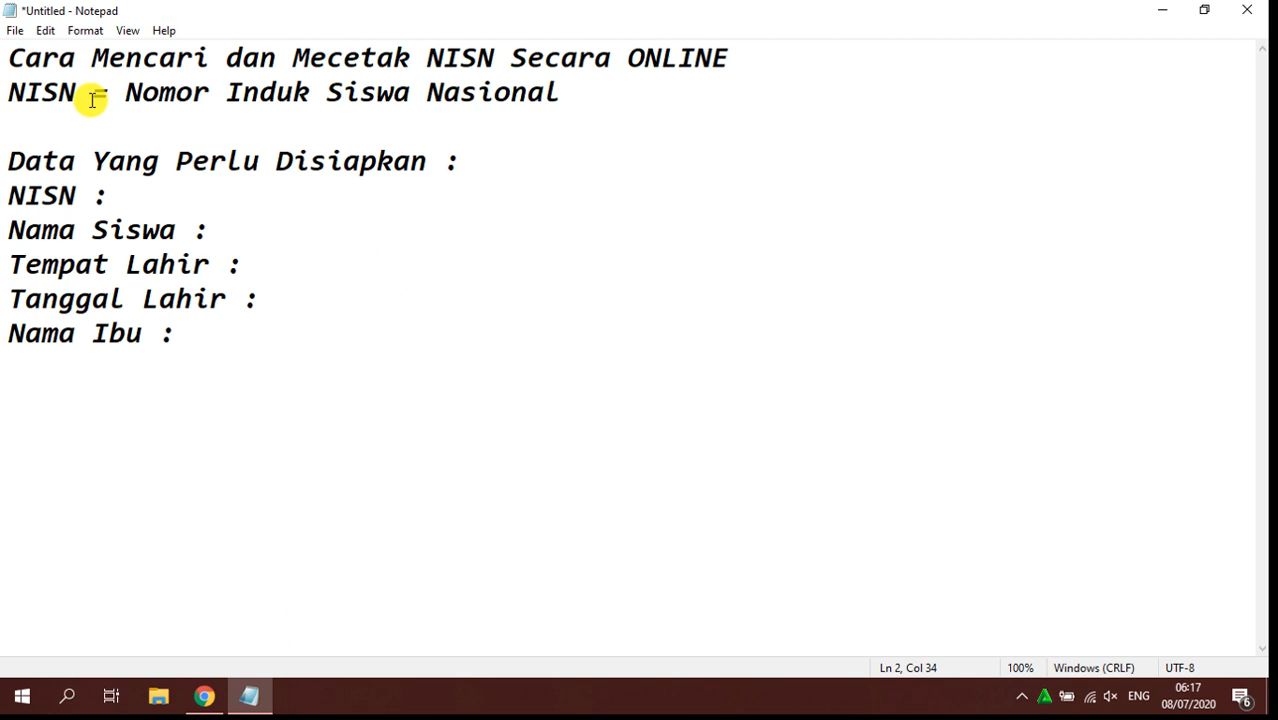 *Untitled - Notepad
File Edit Format View Help
Cara Mencari dan Mecetak NISN Secara ONLINE
NISN = Nomor Induk Siswa Nasional
Data Yang Perlu Disiapkan :
NISN :
Nama Siswa :
Tempat Lahir :
Tanggal Lahir :
Nama Ibu :
Ln 2, Col 34 100% Windows (CRLF) UTF-8
ENG 06:17 6
08/07/2020